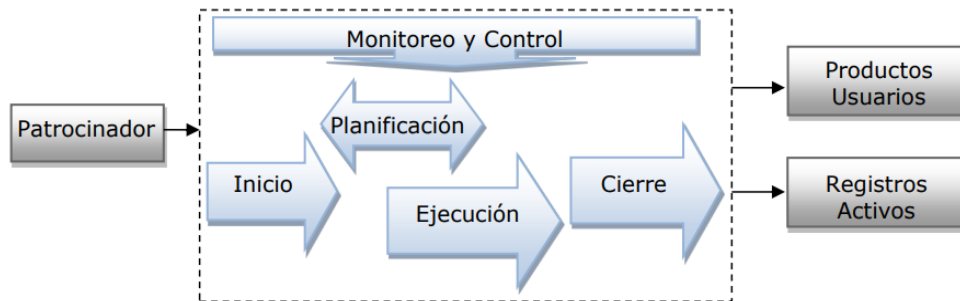 Monitoreo y Control
Patrocinador
Planificación
Inicio
Ejecución
Cierre
Productos
Usuarios
Registros
Activos